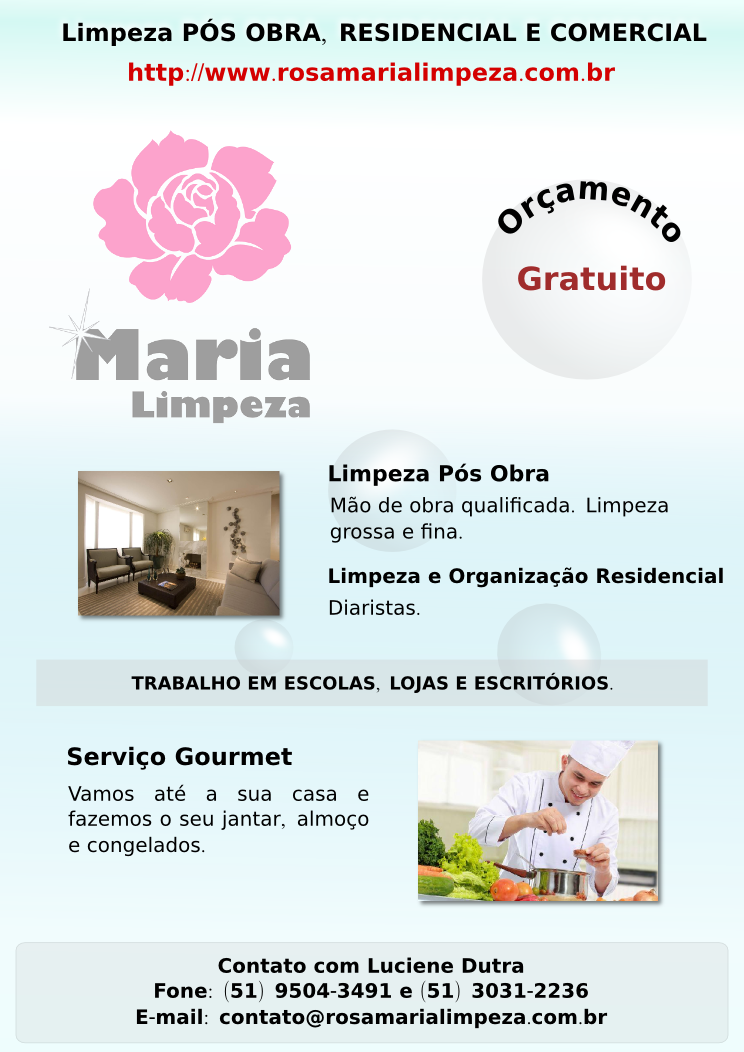 Limpeza PÓS OBRA, RESIDENCIAL E COMERCIAL
http://www.rosamarialimpeza.com.br
Orçamento
Gratuito
Maria
Limpeza
Limpeza Pós Obra
Mão de obra qualificada. Limpeza
grossa e fina.
Limpeza e Organização Residencial
Diaristas.
TRABALHO EM ESCOLAS, LOJAS E ESCRITÓRIOS.
Serviço Gourmet
Vamos até a sua casa e
fazemos o seu jantar, almoço
e congelados.
Contato com Luciene Dutra
Fone: (51) 9504-3491 e (51) 3031-2236
E-mail: contato@rosamarialimpeza.com.br